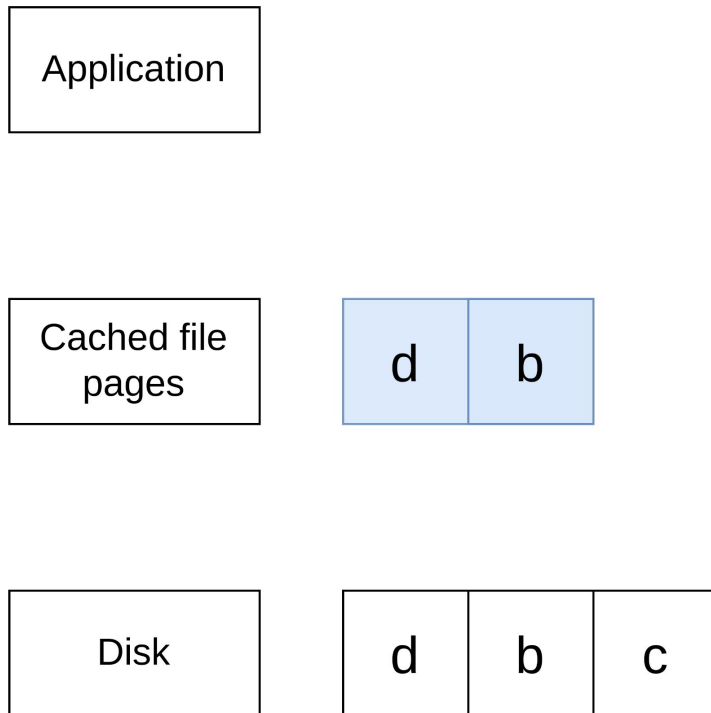 Application
Cached file
pages
d b
Disk
d b c